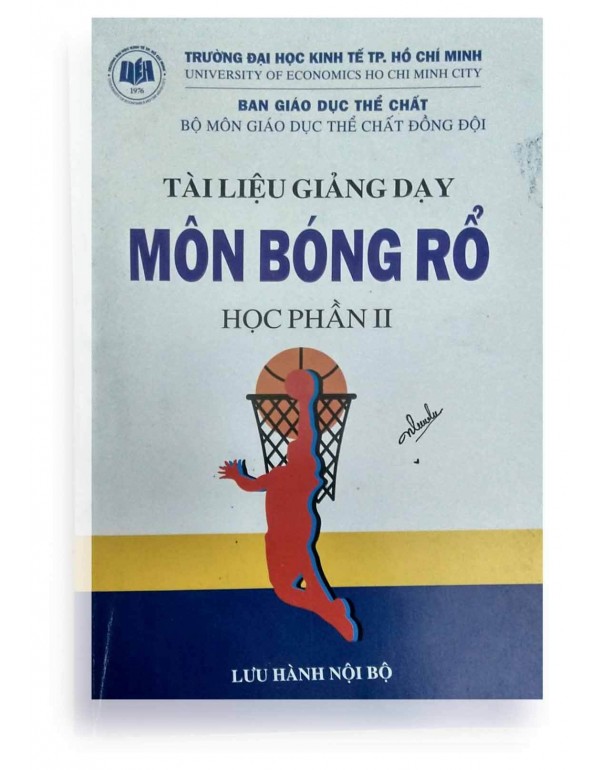 TRƯỜNG ĐẠI HỌC KINH TẾ TP. HỒ CHÍ MINH
UNIVERSITY OF ECONOMICS HO CHI MINH CITY
1976
BAN GIÁO DỤC THỂ CHẤT
BỘ MÔN GIÁO DỤC THỂ CHẤT ĐỒNG ĐỘI
TÀI LIỆU GIẢNG DẠY
MÔN BÓNG RỔ
HỌC PHẦN II
LƯU HÀNH NỘI BỘ